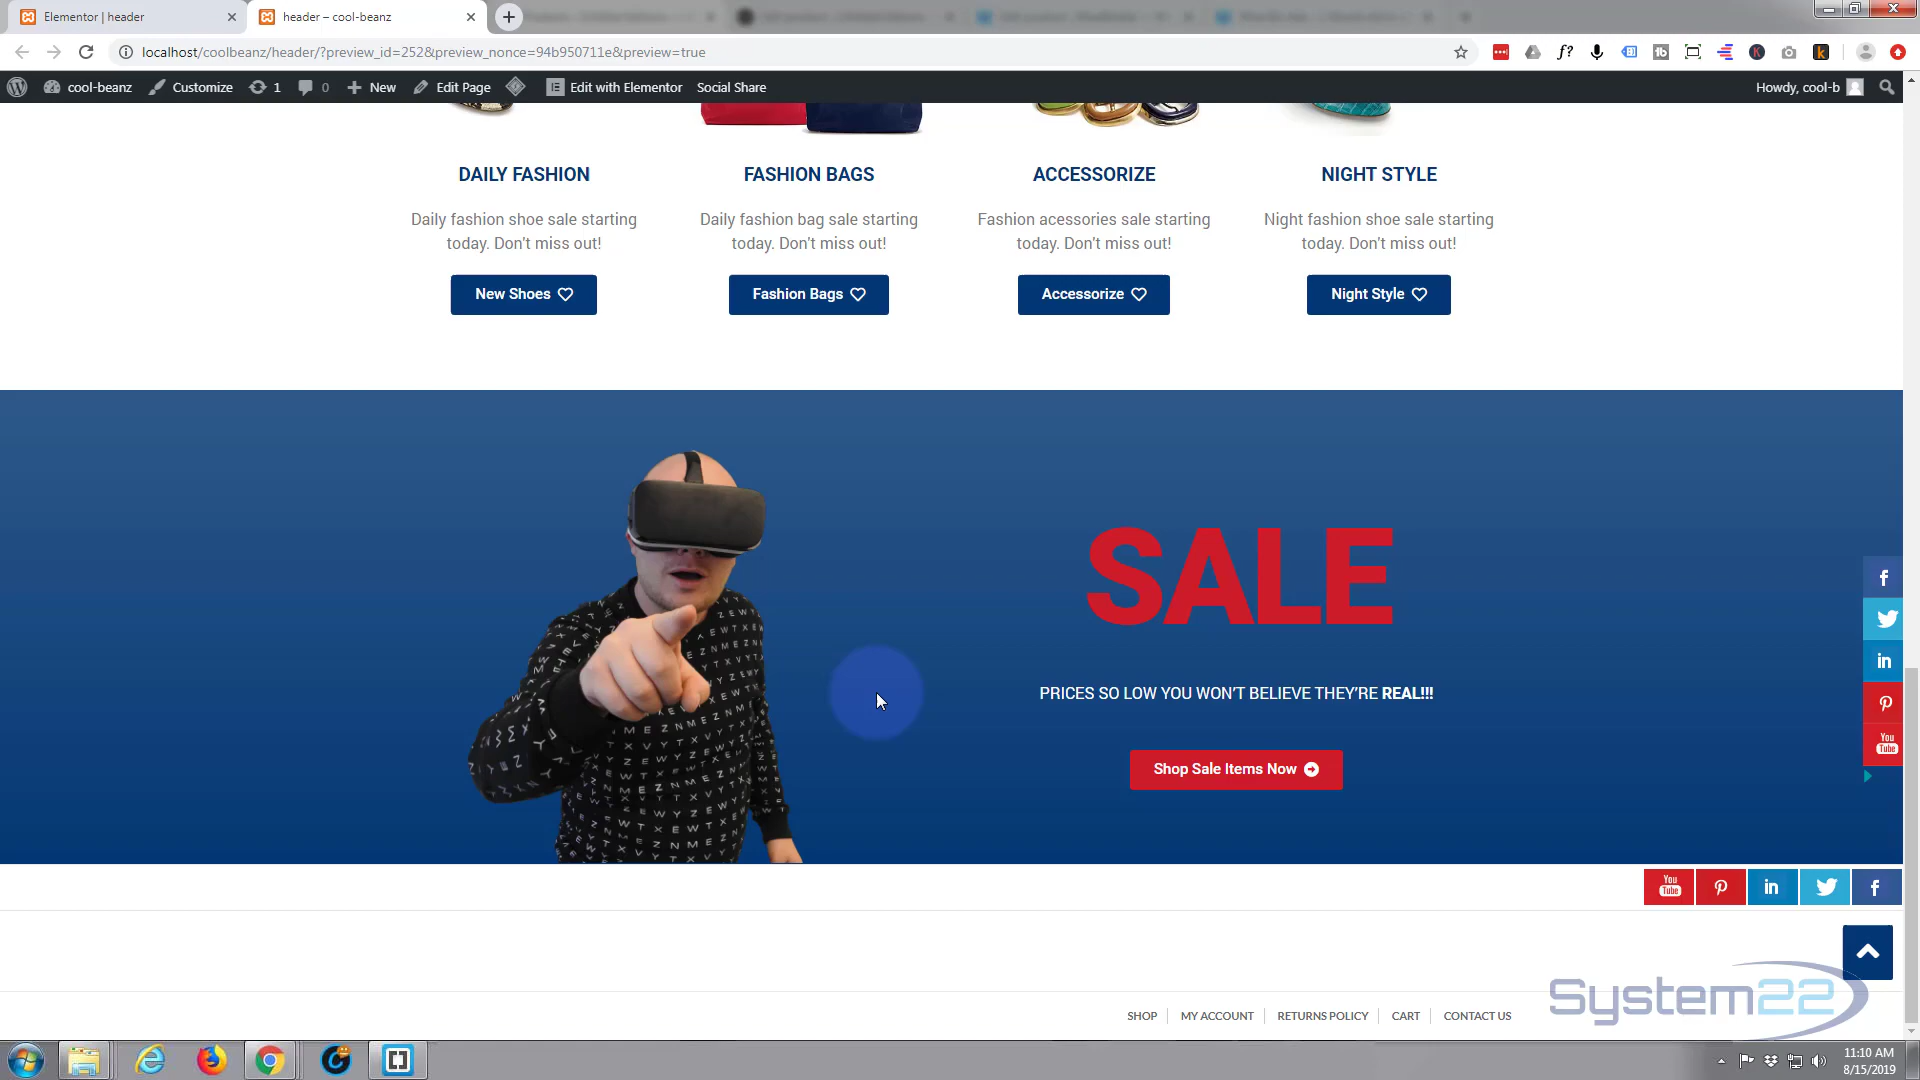 Elementor | header
header – cool-beanz
localhost/coolbeanz/header/?preview_id=252&preview_nonce=94b950711e&preview=true
cool-beanz Customize 1 0 New Edit Page Edit with Elementor Social Share Howdy, cool-b
DAILY FASHION
Daily fashion shoe sale starting
today. Don't miss out!
New Shoes
FASHION BAGS
Daily fashion bag sale starting
today. Don't miss out!
Fashion Bags
ACCESSORIZE
Fashion acessories sale starting
today. Don't miss out!
Accessorize
NIGHT STYLE
Night fashion shoe sale starting
today. Don't miss out!
Night Style
SALE
PRICES SO LOW YOU WON'T BELIEVE THEY'RE REAL!!!
Shop Sale Items Now
You
Tube
You
Tube
System22
SHOP MY ACCOUNT RETURNS POLICY CART CONTACT US
11:10 AM
8/15/2019